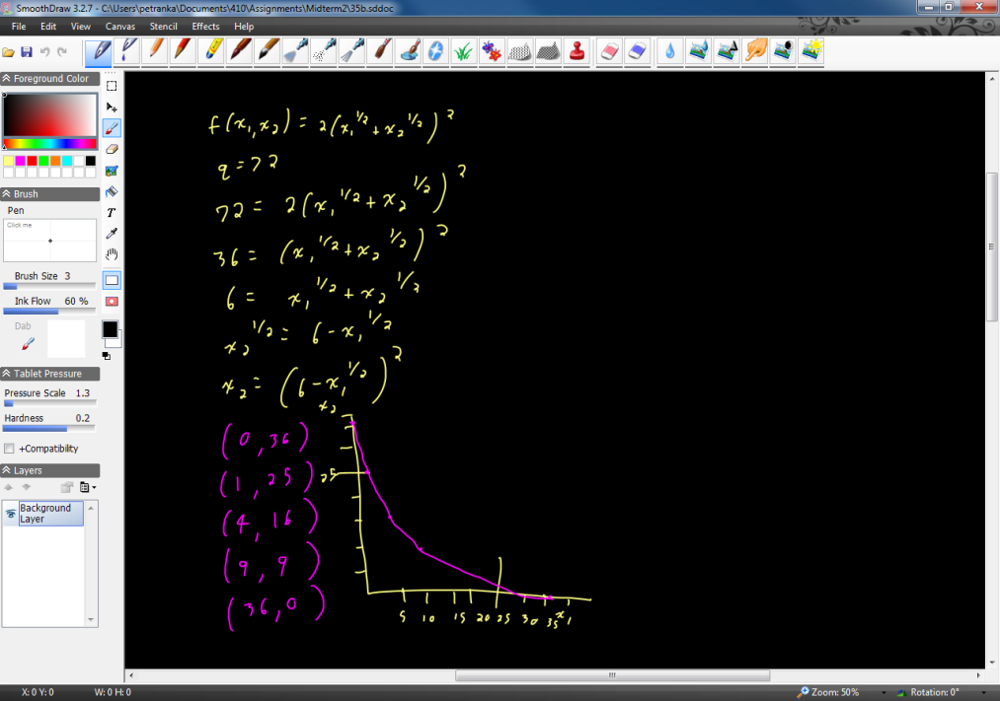 SmoothDraw 3.2.7 - C:\Users\petranka\Documents\410\Assignments\Midterm2\35b.sddoc
File Edit View Canvas Stencil Effects Help
Foreground Color
Brush
Pen
Click me
Brush Size 3
Ink Flow 60 %
Dab
Tablet Pressure
Pressure Scale 1.3
Hardness 0.2
+Compatibility
Layers
Background Layer
f(x₁,x₂) = 2(x₁^1/2 + x₂^1/2)^2
q = 72
72 = 2(x₁^1/2 + x₂^1/2)^2
36 = (x₁^1/2 + x₂^1/2)^2
6 = x₁^1/2 + x₂^1/2
x₂^1/2 = 6 - x₁^1/2
x₂ = (6 - x₁^1/2)^2
x₂
(0, 36)
(1, 25) 25
(4, 16)
(9, 9)
(36, 0)
5 10 15 20 25 30 35 x₁
X: 0 Y: 0 W: 0 H: 0 Zoom: 50% Rotation: 0°